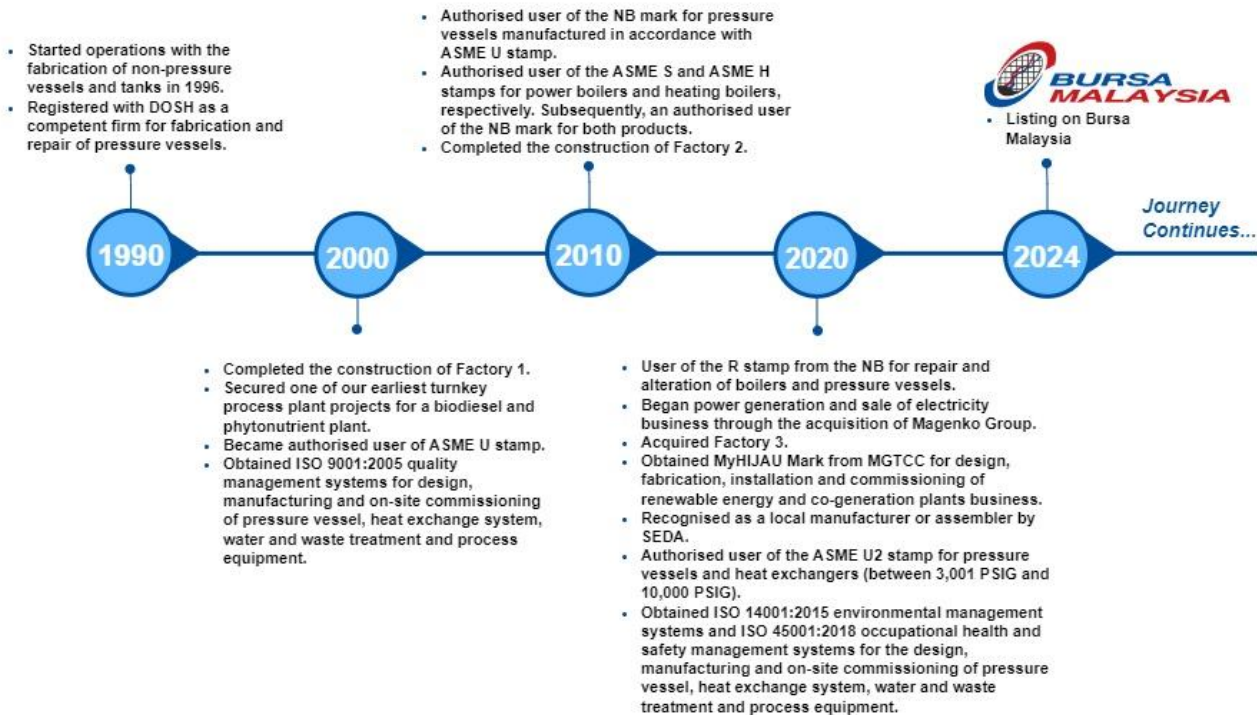 • Started operations with the
fabrication of non-pressure
vessels and tanks in 1996.
• Registered with DOSH as a
competent firm for fabrication and
repair of pressure vessels.
• Authorised user of the NB mark for pressure
vessels manufactured in accordance with
ASME U stamp.
• Authorised user of the ASME S and ASME H
stamps for power boilers and heating boilers,
respectively. Subsequently, an authorised user
of the NB mark for both products.
• Completed the construction of Factory 2.
BURSA
MALAYSIA
• Listing on Bursa
Malaysia
1990
2000
2010
2020
2024
Journey
Continues...
• Completed the construction of Factory 1.
• Secured one of our earliest turnkey
process plant projects for a biodiesel and
phytonutrient plant.
• Became authorised user of ASME U stamp.
• Obtained ISO 9001:2005 quality
management systems for design,
manufacturing and on-site commissioning
of pressure vessel, heat exchange system,
water and waste treatment and process
equipment.
• User of the R stamp from the NB for repair and
alteration of boilers and pressure vessels.
• Began power generation and sale of electricity
business through the acquisition of Magenko Group.
• Acquired Factory 3.
• Obtained MyHIJAU Mark from MGTCC for design,
fabrication, installation and commissioning of
renewable energy and co-generation plants business.
• Recognised as a local manufacturer or assembler by
SEDA.
• Authorised user of the ASME U2 stamp for pressure
vessels and heat exchangers (between 3,001 PSIG and
10,000 PSIG).
• Obtained ISO 14001:2015 environmental management
systems and ISO 45001:2018 occupational health and
safety management systems for the design,
manufacturing and on-site commissioning of pressure
vessel, heat exchange system, water and waste
treatment and process equipment.